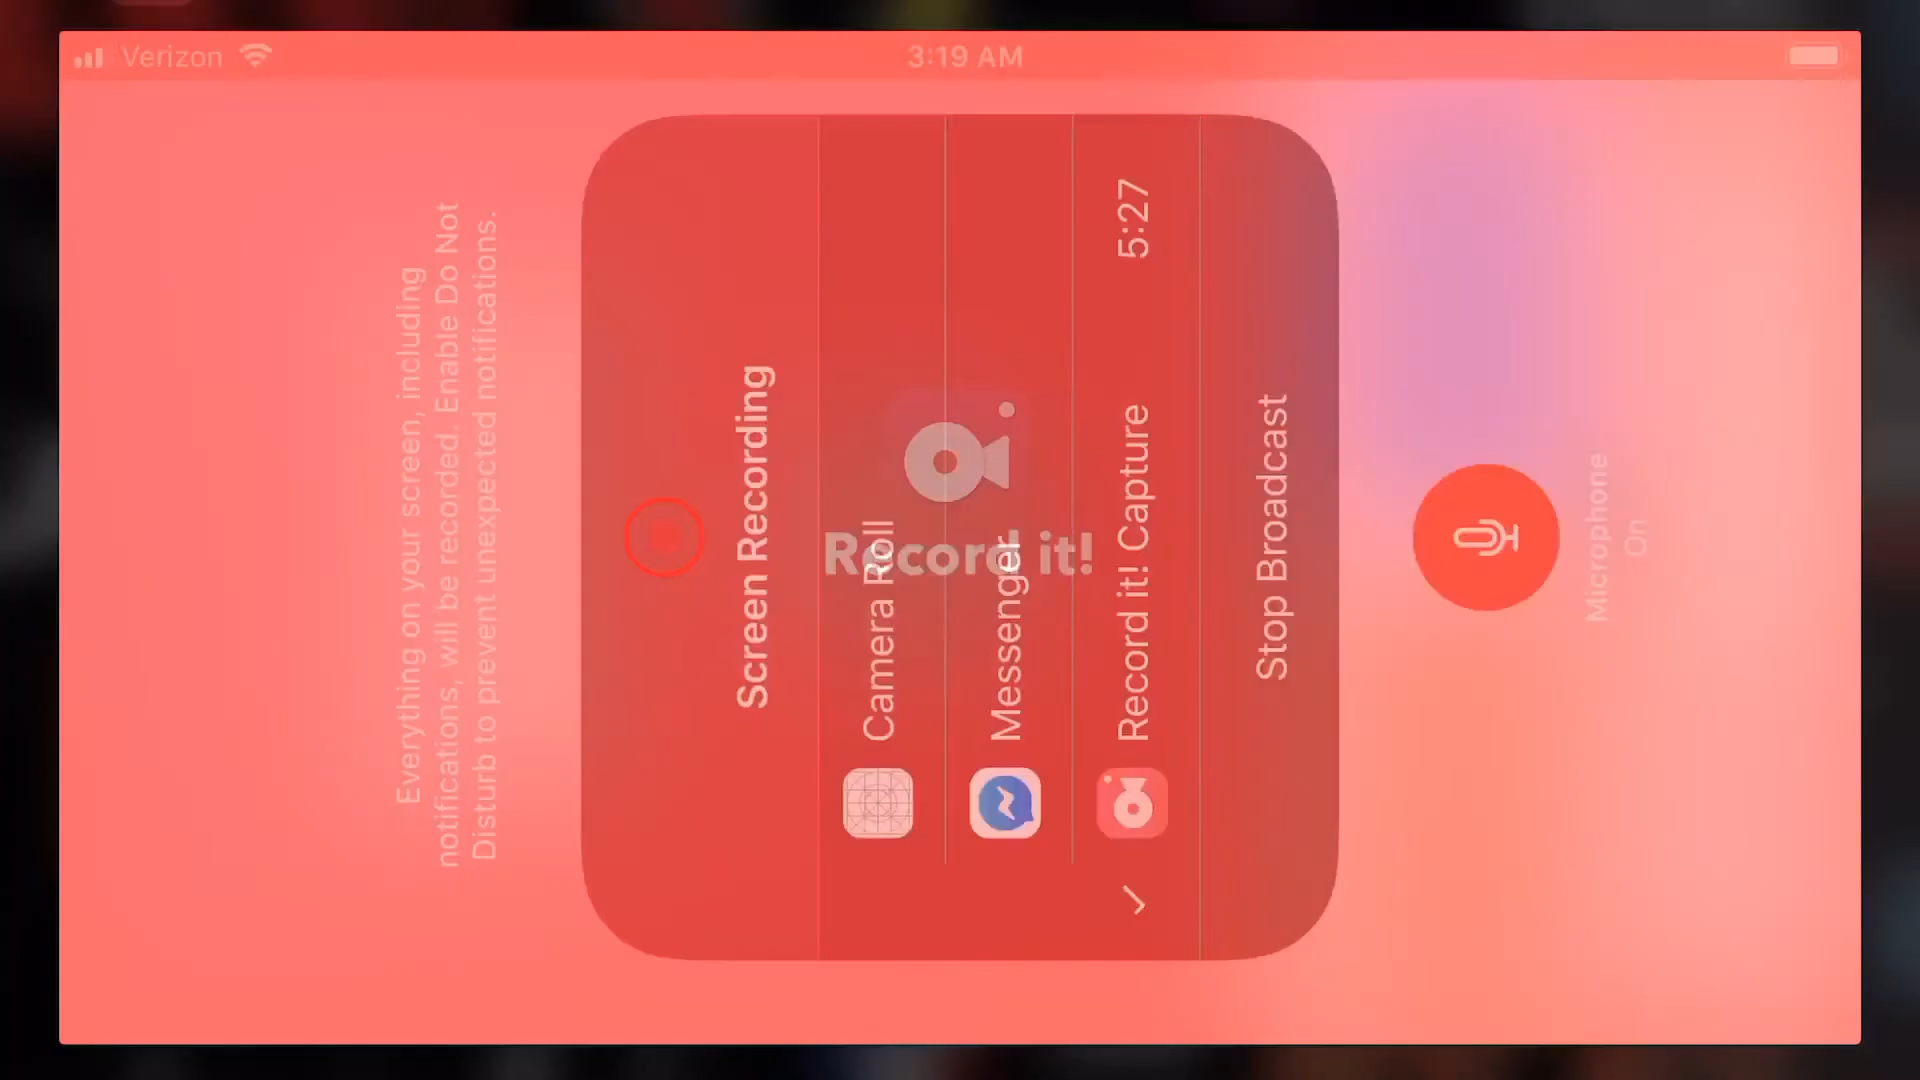 Verizon
3:19 AM
Everything on your screen, including
notifications, will be recorded. Enable Do Not
Disturb to prevent unexpected notifications.
Screen Recording
Camera Roll
Messenger
Record it! Capture
5:27
Stop Broadcast
Record it!
Microphone
On